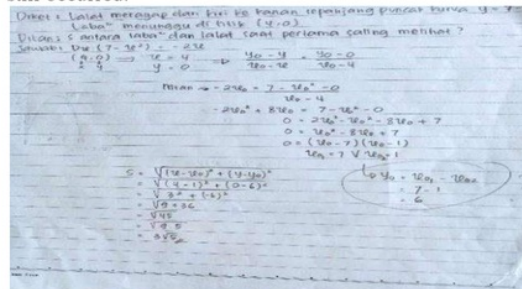 Diket : Lalat merayap dari kiri ke kanan sepanjang puncak kurva y = 7
Laba" menunggu di titik (4,0)
Ditan : S antara laba" dan lalat saat pertama saling melihat ?
Jawab : Dx (7 - x²) = -2x
(4,0) ⟹ x = 4 ⟹ y₀ - y / x₀ - x = y₀ - 0 / x₀ - 4
x y y = 0
→ -2x₀ = 7 - x₀² - 0 / x₀ - 4
-2x₀² + 8x₀ = 7 - x₀² - 0
0 = 2x₀² - x₀² - 8x₀ + 7
0 = x₀² - 8x₀ + 7
0 = (x₀ - 7)(x₀ - 1)
x₀₁ = 7 V x₀₂ = 1
S = √(x - x₀)² + (y - y₀)²
= √(4 - 1)² + (0 - 6)²
= √3² + (-6)²
= √9 + 36
= √45
= √9.5
= 3√5
↳ y₀ = x₀₁ - x₀₂
= 7 - 1
= 6